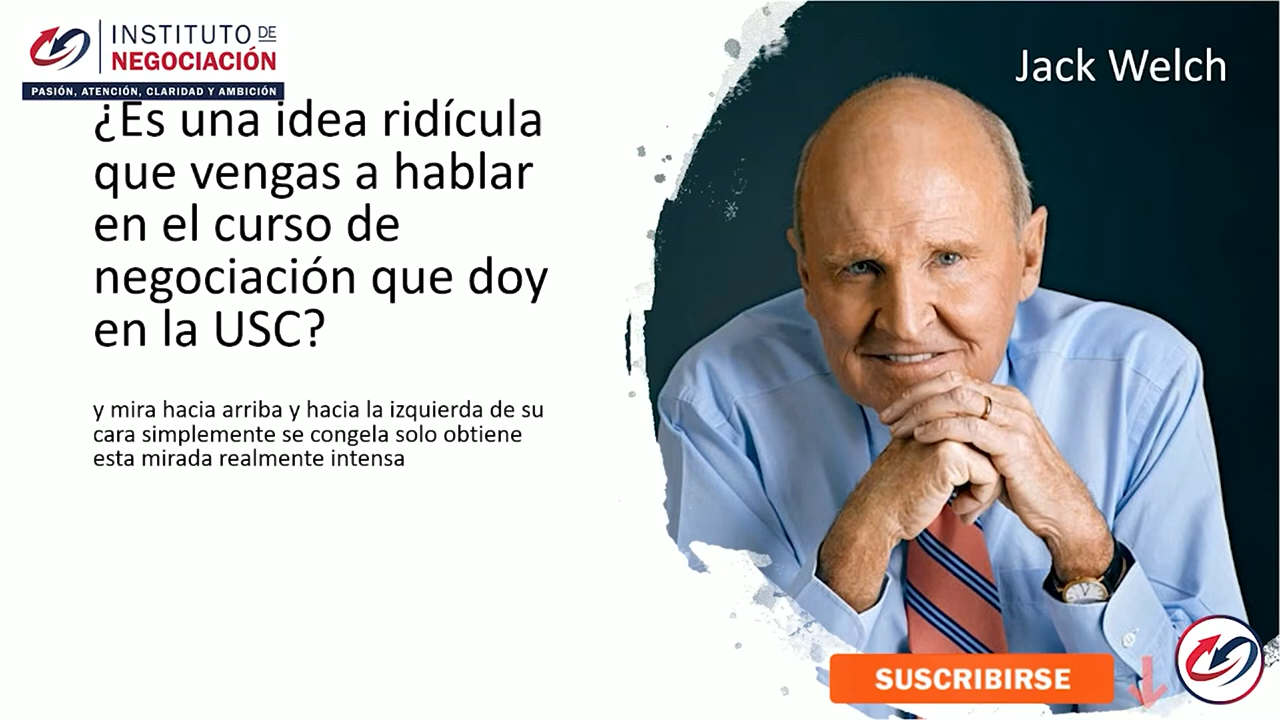 INSTITUTO DE
NEGOCIACIÓN
PASIÓN, ATENCIÓN, CLARIDAD Y AMBICIÓN
Jack Welch
¿Es una idea ridícula
que vengas a hablar
en el curso de
negociación que doy
en la USC?
y mira hacia arriba y hacia la izquierda de su
cara simplemente se congela solo obtiene
esta mirada realmente intensa
SUSCRIBIRSE